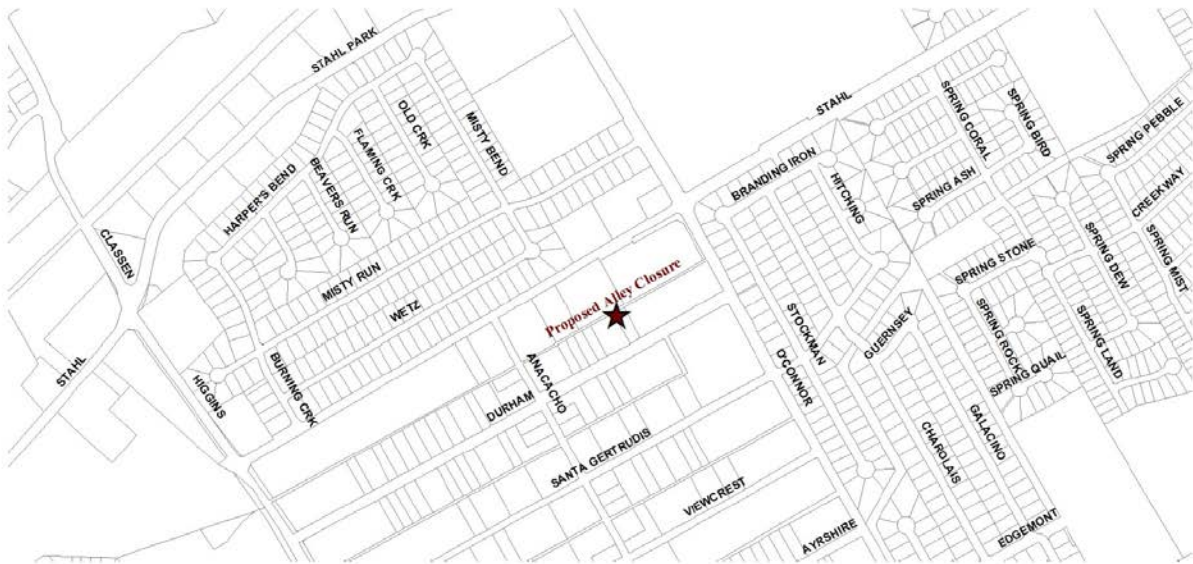 STAHL PARK
OLD CRK
MISTY BEND
FLAMING CRK
BEAVERS RUN
HARPER'S BEND
CLASSEN
STAHL
MISTY RUN
WETZ
HIGGINS
BURNING CRK
STAHL
BRANDING IRON
HITCHING
SPRING CORAL
SPRING BIRD
SPRING PEBBLE
SPRING ASH
CREEKWAY
SPRING STONE
SPRING DEW
SPRING MIST
Proposed Alley Closure
ANACACHO
DURHAM
STOCKMAN
O'CONNOR
GUERNSEY
SPRING ROCK
SPRING LAND
SPRING QUAIL
SANTA GERTRUDIS
VIEWCREST
CHAROLAIS
GALACINO
AYRSHIRE
EDGEMONT